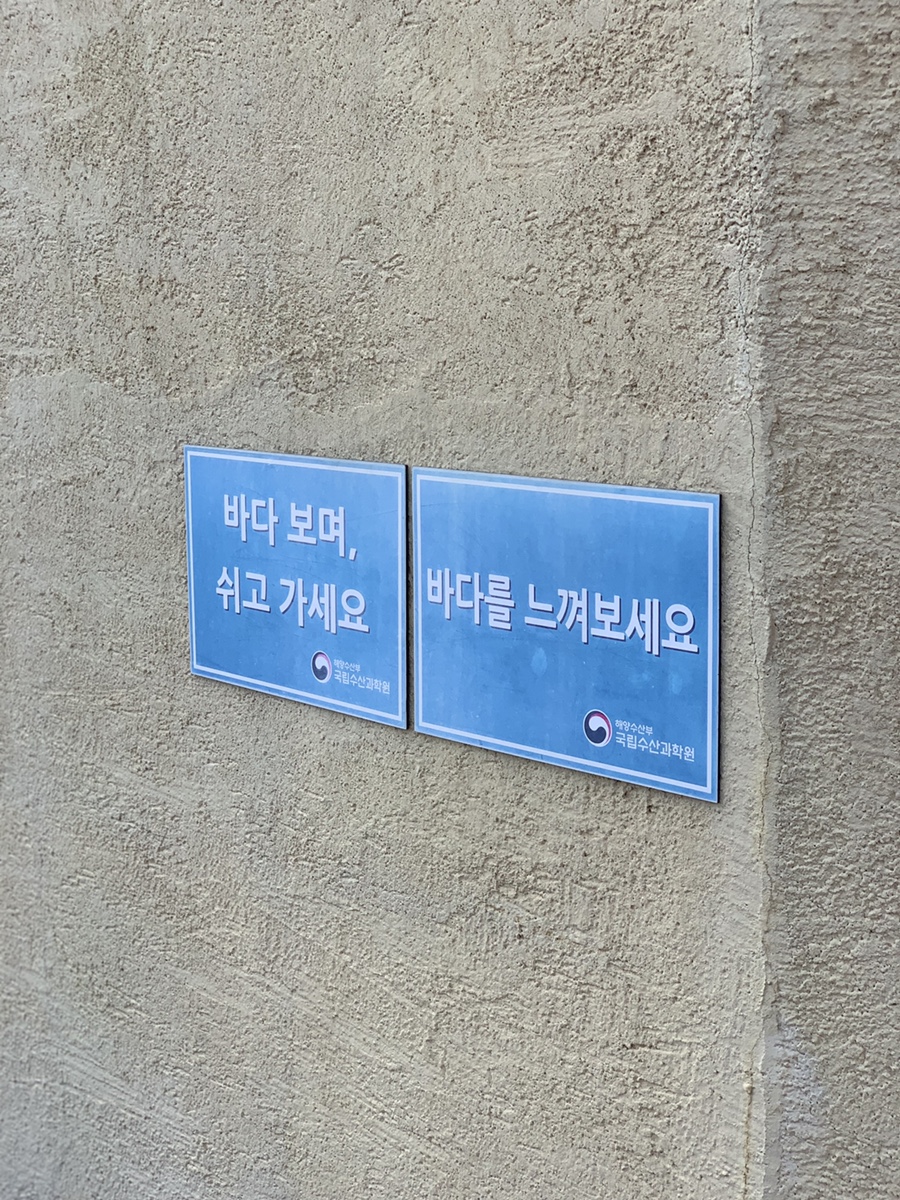 바다 보며,
쉬고 가세요
해양수산부
국립수산과학원
바다를 느껴보세요
해양수산부
국립수산과학원